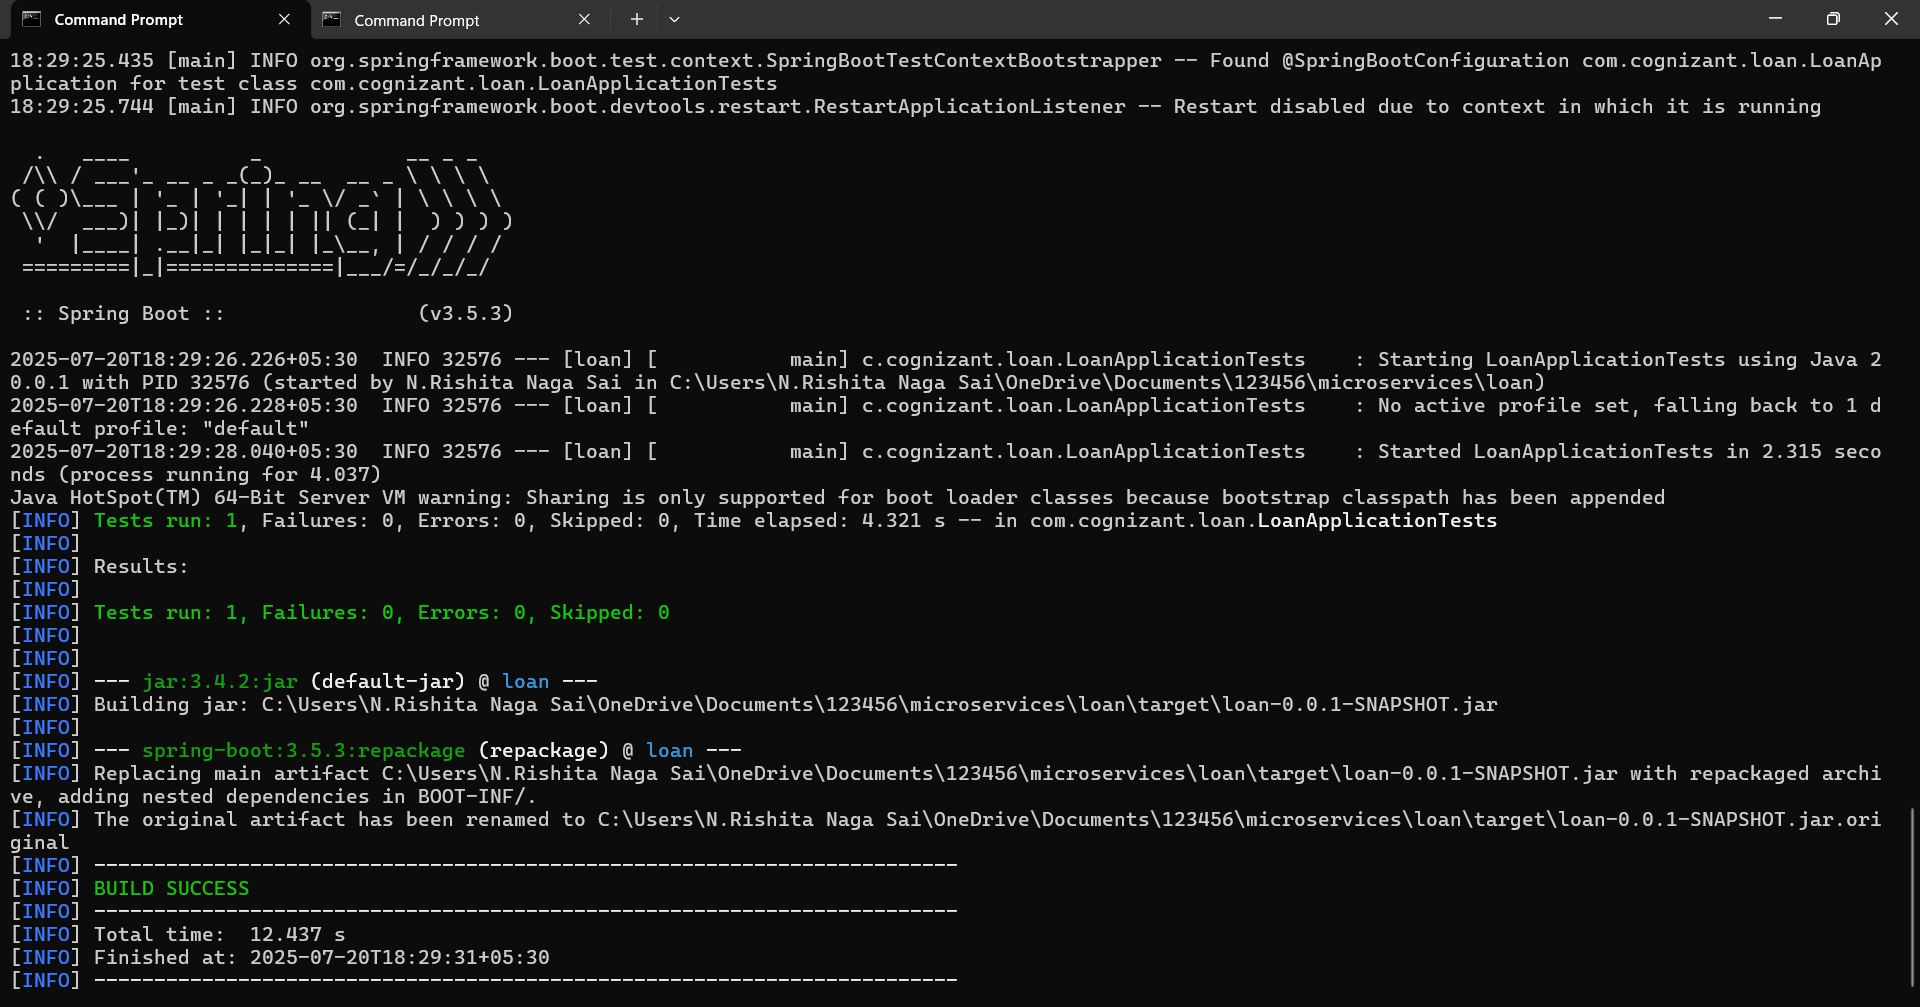 Command Prompt
Command Prompt
18:29:25.435 [main] INFO org.springframework.boot.test.context.SpringBootTestContextBootstrapper -- Found @SpringBootConfiguration com.cognizant.loan.LoanAp
plication for test class com.cognizant.loan.LoanApplicationTests
18:29:25.744 [main] INFO org.springframework.boot.devtools.restart.RestartApplicationListener -- Restart disabled due to context in which it is running
  .   ____          _            __ _ _
 /\\ / ___'_ __ _ _(_)_ __  __ _ \ \ \ \
( ( )\___ | '_ | '_| | '_ \/ _` | \ \ \ \
 \\/  ___)| |_)| | | | | || (_| |  ) ) ) )
  '  |____| .__|_| |_|_| |_\__, | / / / /
 =========|_|==============|___/=/_/_/_/
 :: Spring Boot ::                (v3.5.3)
2025-07-20T18:29:26.226+05:30  INFO 32576 --- [loan] [           main] c.cognizant.loan.LoanApplicationTests    : Starting LoanApplicationTests using Java 2
0.0.1 with PID 32576 (started by N.Rishita Naga Sai in C:\Users\N.Rishita Naga Sai\OneDrive\Documents\123456\microservices\loan)
2025-07-20T18:29:26.228+05:30  INFO 32576 --- [loan] [           main] c.cognizant.loan.LoanApplicationTests    : No active profile set, falling back to 1 d
efault profile: "default"
2025-07-20T18:29:28.040+05:30  INFO 32576 --- [loan] [           main] c.cognizant.loan.LoanApplicationTests    : Started LoanApplicationTests in 2.315 seco
nds (process running for 4.037)
Java HotSpot(TM) 64-Bit Server VM warning: Sharing is only supported for boot loader classes because bootstrap classpath has been appended
[INFO] Tests run: 1, Failures: 0, Errors: 0, Skipped: 0, Time elapsed: 4.321 s -- in com.cognizant.loan.LoanApplicationTests
[INFO]
[INFO] Results:
[INFO]
[INFO] Tests run: 1, Failures: 0, Errors: 0, Skipped: 0
[INFO]
[INFO]
[INFO] --- jar:3.4.2:jar (default-jar) @ loan ---
[INFO] Building jar: C:\Users\N.Rishita Naga Sai\OneDrive\Documents\123456\microservices\loan\target\loan-0.0.1-SNAPSHOT.jar
[INFO]
[INFO] --- spring-boot:3.5.3:repackage (repackage) @ loan ---
[INFO] Replacing main artifact C:\Users\N.Rishita Naga Sai\OneDrive\Documents\123456\microservices\loan\target\loan-0.0.1-SNAPSHOT.jar with repackaged archi
ve, adding nested dependencies in BOOT-INF/.
[INFO] The original artifact has been renamed to C:\Users\N.Rishita Naga Sai\OneDrive\Documents\123456\microservices\loan\target\loan-0.0.1-SNAPSHOT.jar.ori
ginal
[INFO] ------------------------------------------------------------------------
[INFO] BUILD SUCCESS
[INFO] ------------------------------------------------------------------------
[INFO] Total time:  12.437 s
[INFO] Finished at: 2025-07-20T18:29:31+05:30
[INFO] ------------------------------------------------------------------------